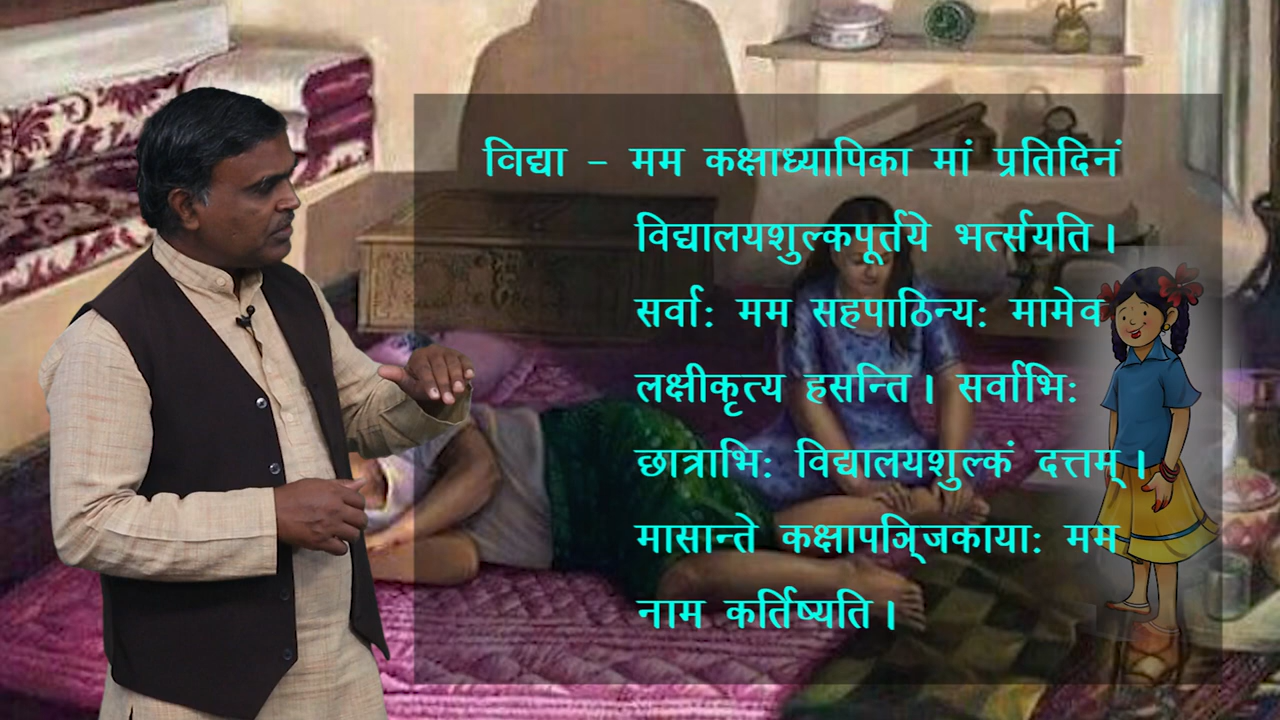 विद्या – मम कक्षाध्यापिका मां प्रतिदिनं
विद्यालयशुल्कपूर्तये भर्त्सयति।
सर्वाः मम सहपाठिन्यः मामेव
लक्षीकृत्य हसन्ति। सर्वाभिः
छात्राभिः विद्यालयशुल्कं दत्तम्।
मासान्ते कक्षापञ्जिकायाः मम
नाम कर्तिष्यति।